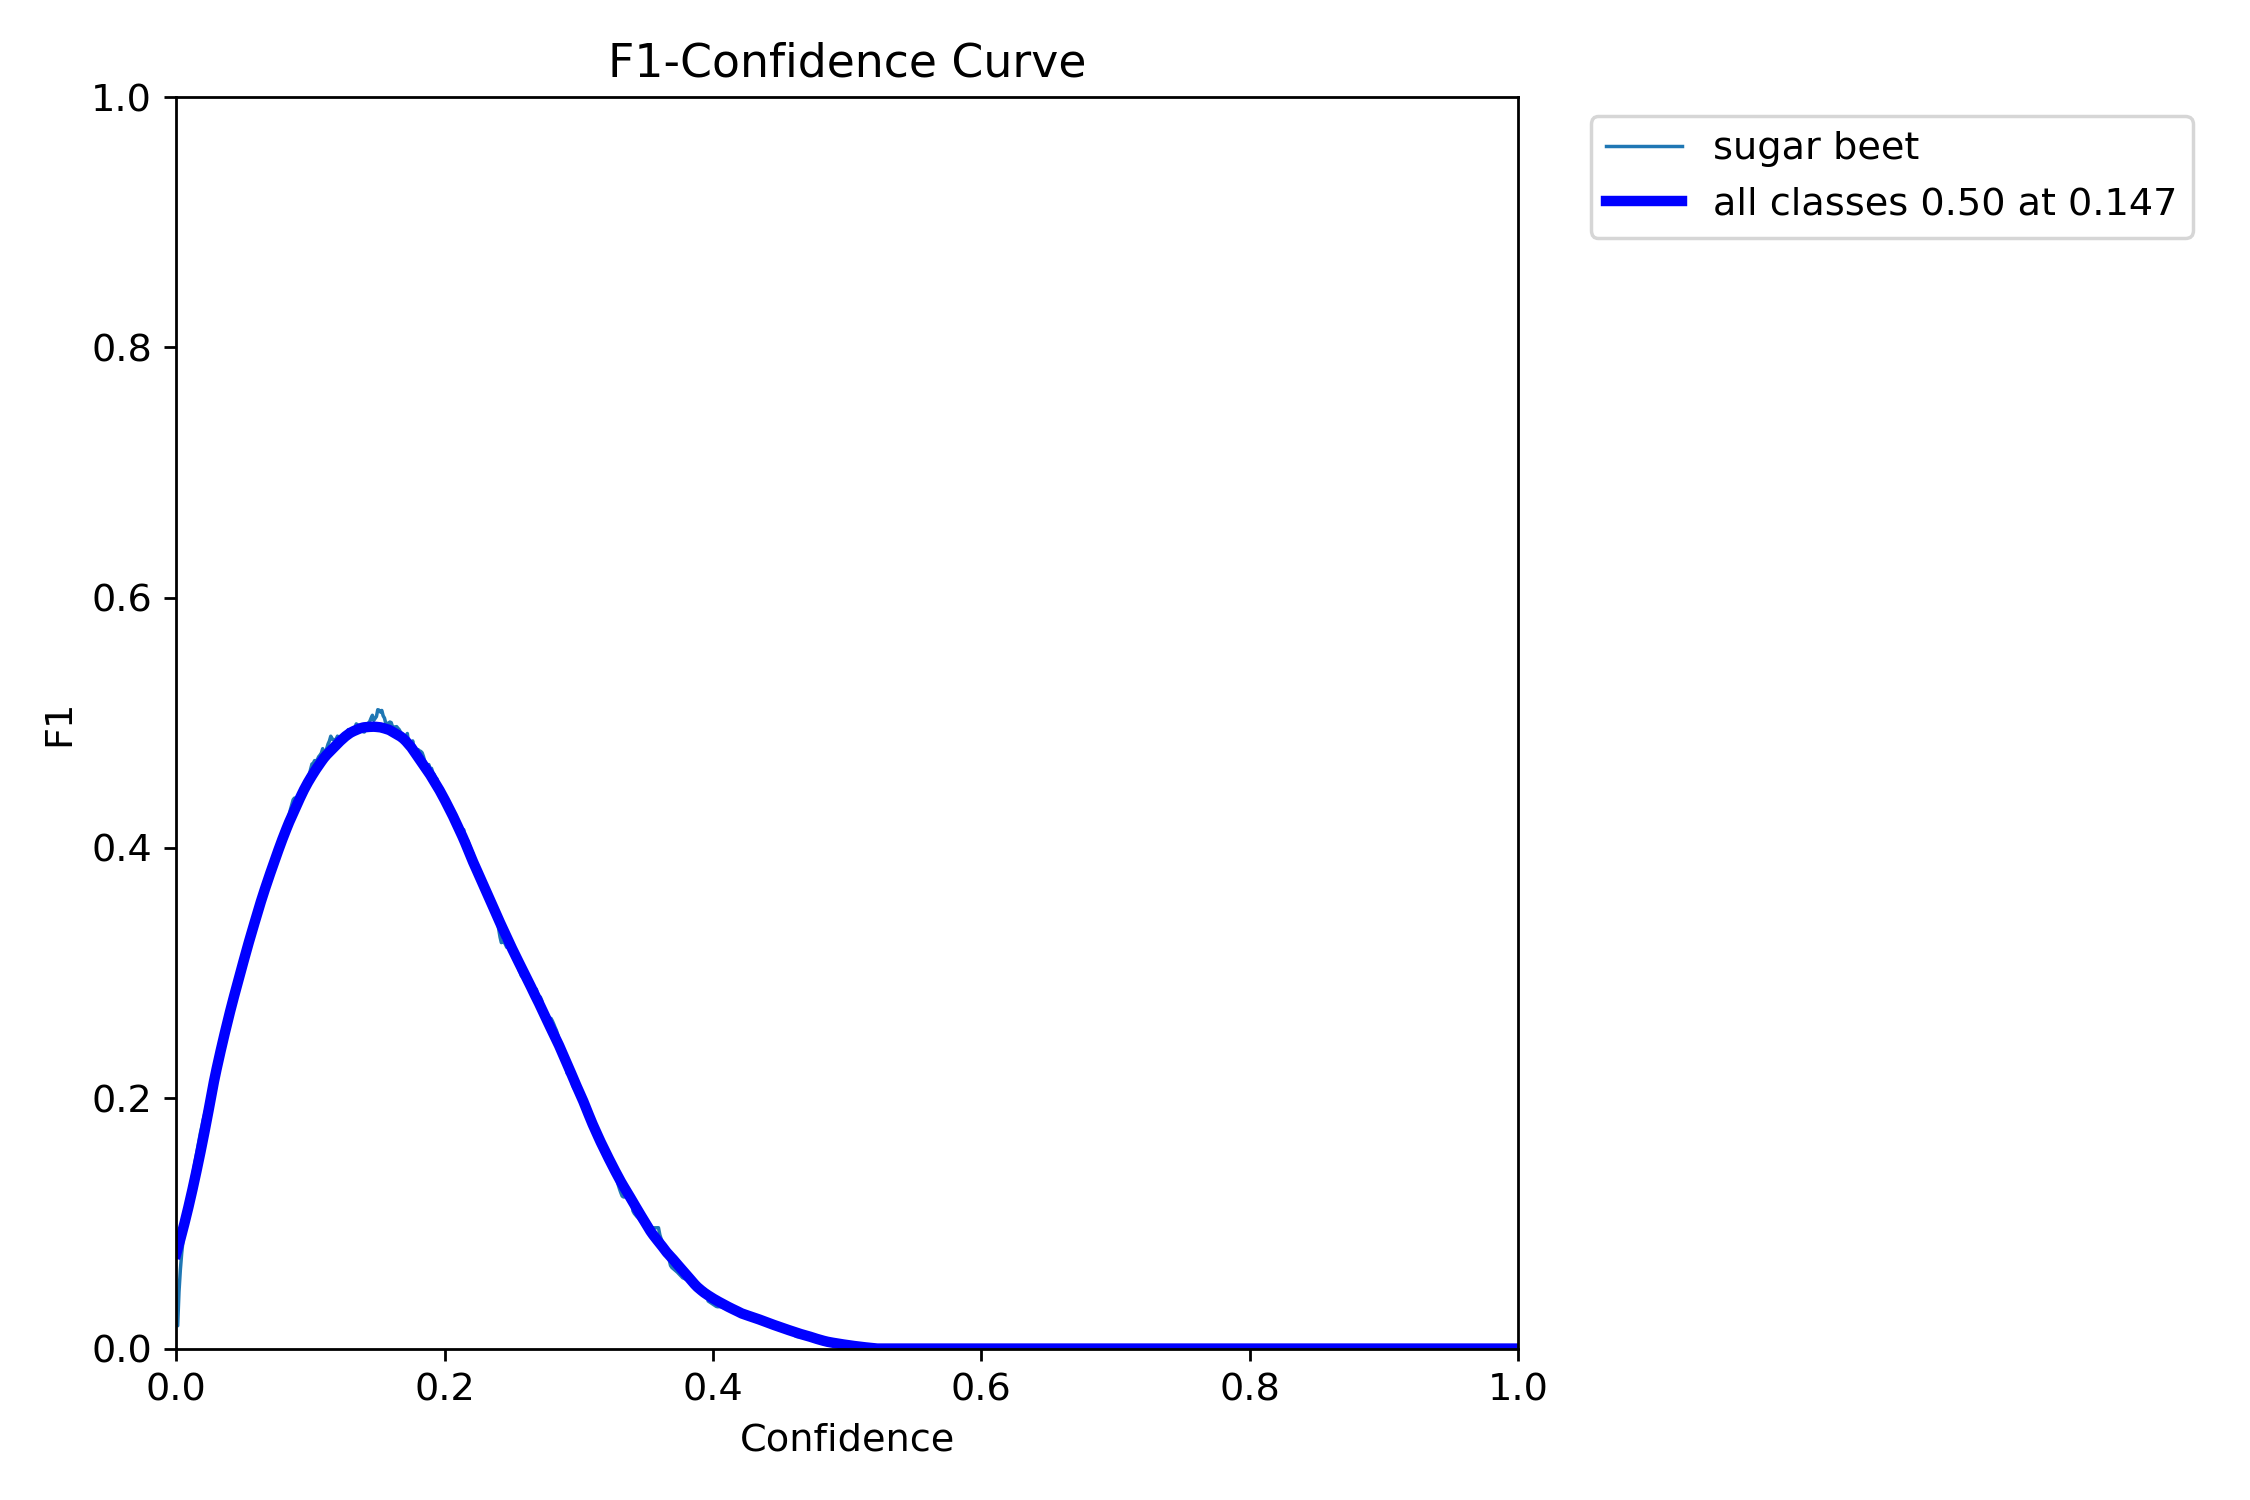 F1-Confidence Curve
sugar beet
all classes 0.50 at 0.147
1.0
0.8
0.6
0.4
0.2
0.0
F1
0.0 0.2 0.4 0.6 0.8 1.0
Confidence